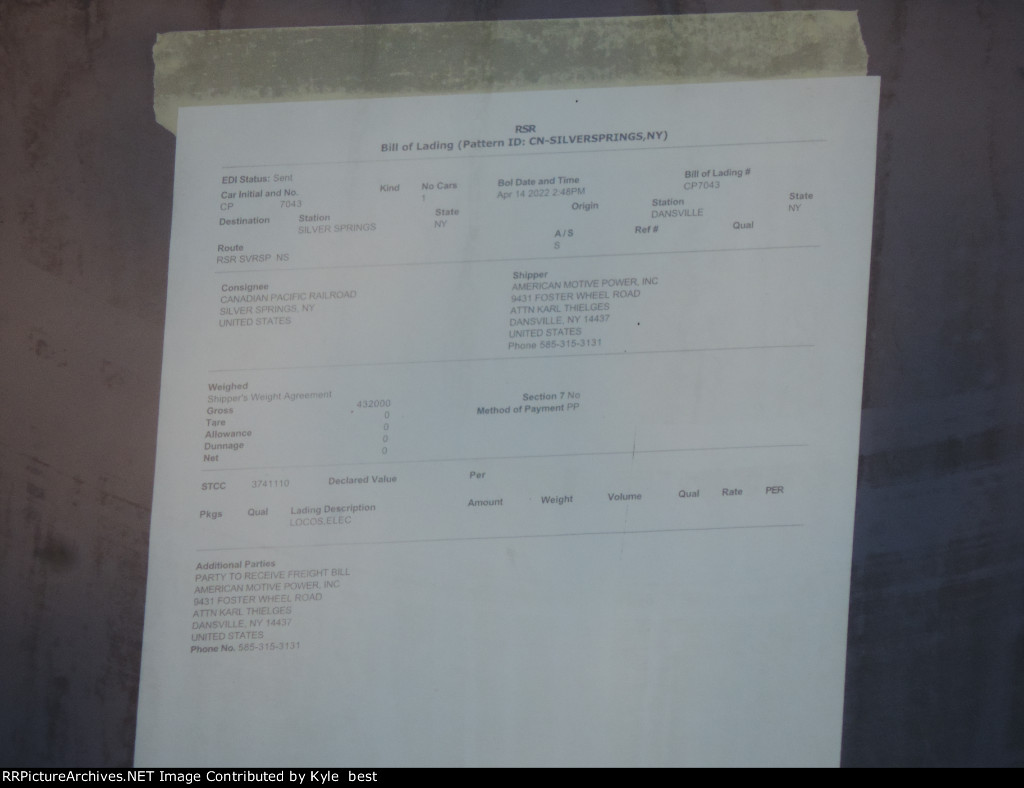 RSR
Bill of Lading (Pattern ID: CN-SILVERSPRINGS,NY)
EDI Status: Sent
Car Initial and No. Kind No Cars Bol Date and Time Bill of Lading #
CP 7043 1 Apr 14 2022 2:48PM CP7043
Destination Station State Origin Station State
SILVER SPRINGS NY DANSVILLE NY
Route A / S Ref # Qual
RSR SVRSP NS S
Consignee
CANADIAN PACIFIC RAILROAD
SILVER SPRINGS, NY
UNITED STATES
Shipper
AMERICAN MOTIVE POWER, INC
9431 FOSTER WHEEL ROAD
ATTN KARL THIELGES
DANSVILLE, NY 14437
UNITED STATES
Phone 585-315-3131
Weighed
Shipper's Weight Agreement
Gross 432000
Tare 0
Allowance 0
Dunnage 0
Net 0
Section 7 No
Method of Payment PP
STCC 3741110 Declared Value Per
Pkgs Qual Lading Description Amount Weight Volume Qual Rate PER
LOCOS,ELEC
Additional Parties
PARTY TO RECEIVE FREIGHT BILL
AMERICAN MOTIVE POWER, INC
9431 FOSTER WHEEL ROAD
ATTN KARL THIELGES
DANSVILLE, NY 14437
UNITED STATES
Phone No. 585-315-3131
RRPictureArchives.NET Image Contributed by Kyle best